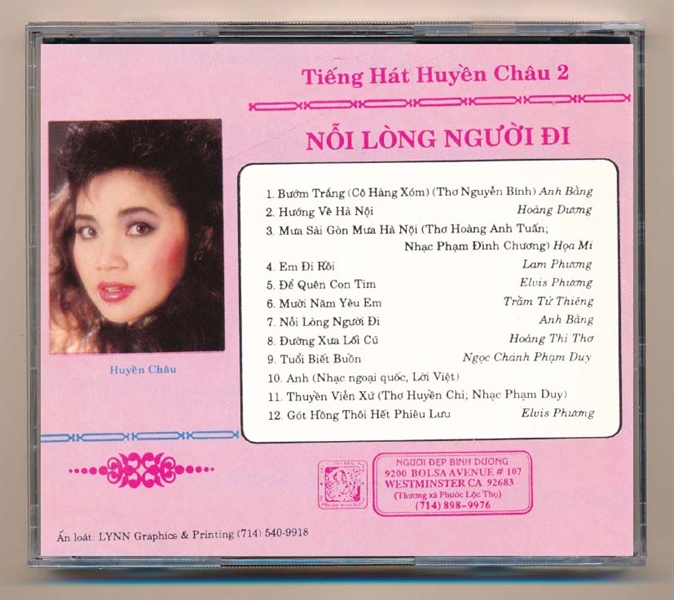 Tiếng Hát Huyền Châu 2
NỖI LÒNG NGƯỜI ĐI
1. Bướm Trắng (Cô Hàng Xóm) (Thơ Nguyễn Bính) Anh Bằng
2. Hướng Về Hà Nội Hoàng Dương
3. Mưa Sài Gòn Mưa Hà Nội (Thơ Hoàng Anh Tuấn;
Nhạc Phạm Đình Chương) Họa Mi
4. Em Đi Rồi Lam Phương
5. Để Quên Con Tim Elvis Phương
6. Mười Năm Yêu Em Trầm Tử Thiêng
7. Nỗi Lòng Người Đi Anh Bằng
8. Đường Xưa Lối Cũ Hoàng Thi Thơ
9. Tuổi Biết Buồn Ngọc Chánh Phạm Duy
10. Anh (Nhạc ngoại quốc, Lời Việt)
11. Thuyền Viễn Xứ (Thơ Huyền Chi; Nhạc Phạm Duy)
12. Gót Hồng Thôi Hết Phiêu Lưu Elvis Phương
Huyền Châu
NGƯỜI ĐẸP BÌNH DƯƠNG
9200 BOLSA AVENUE # 107
WESTMINSTER CA 92683
(Thương xá Phước Lộc Thọ)
(714) 898-9976
Ấn loát: LYNN Graphics & Printing (714) 540-9918